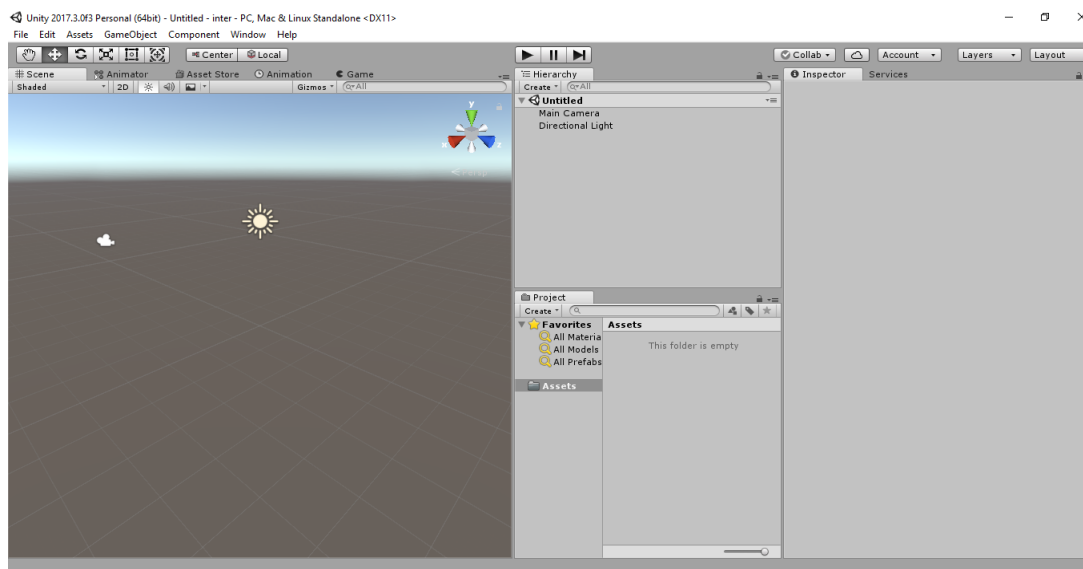 Unity 2017.3.0f3 Personal (64bit) - Untitled - inter - PC, Mac & Linux Standalone <DX11>
File Edit Assets GameObject Component Window Help
Center Local Collab Account Layers Layout
Scene Animator Asset Store Animation Game
Shaded 2D Gizmos All
y
x z
Persp
Hierarchy
Create All
Untitled
Main Camera
Directional Light
Project
Create
Favorites
All Materia
All Models
All Prefabs
Assets
Assets
This folder is empty
Inspector Services